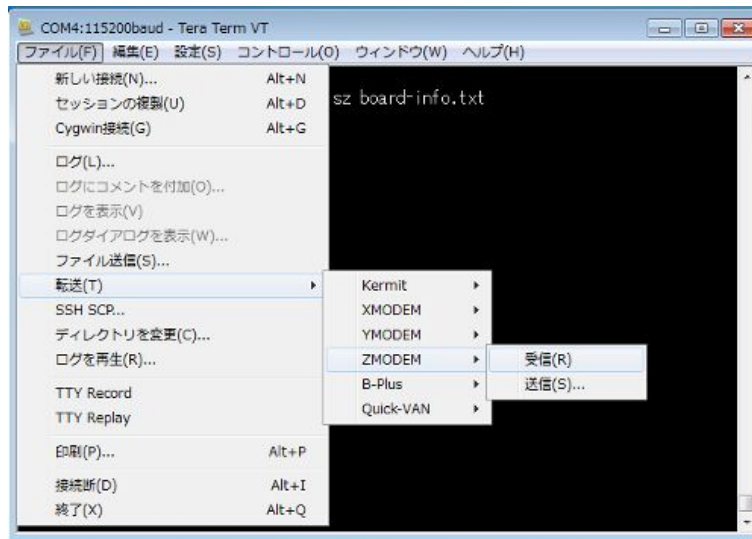 COM4:115200baud - Tera Term VT
ファイル(F) 編集(E) 設定(S) コントロール(O) ウィンドウ(W) ヘルプ(H)
新しい接続(N)... Alt+N
セッションの複製(U) Alt+D
sz board-info.txt
Cygwin接続(G) Alt+G
ログ(L)...
ログにコメントを付加(O)...
ログを表示(V)
ログダイアログを表示(W)...
ファイル送信(S)...
転送(T)
SSH SCP...
ディレクトリを変更(C)...
ログを再生(R)...
TTY Record
TTY Replay
印刷(P)... Alt+P
接続断(D) Alt+I
終了(X) Alt+Q
Kermit
XMODEM
YMODEM
ZMODEM
B-Plus
Quick-VAN
受信(R)
送信(S)...